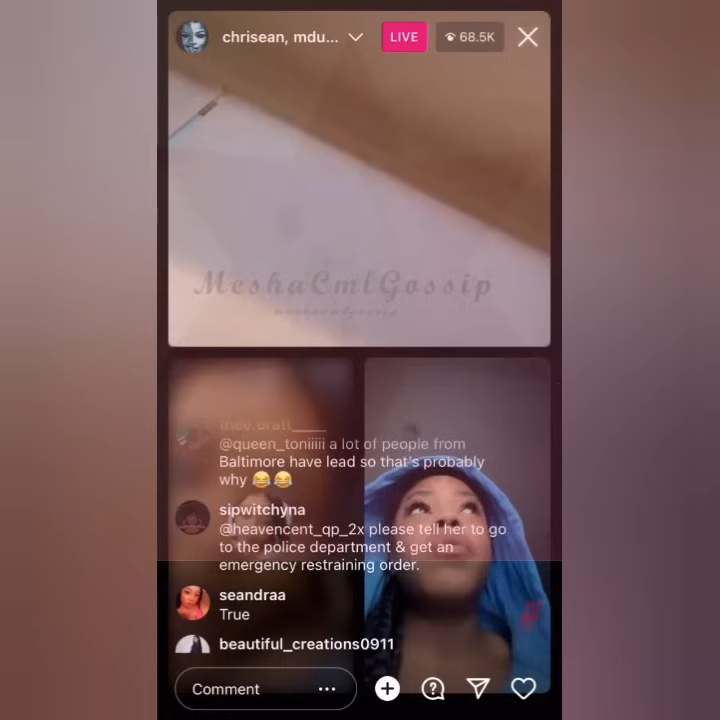 chrisean, mdu...
LIVE
68.5K
MeshaCmlGossip
thee.bratt____
@queen_toniiiii a lot of people from
Baltimore have lead so that's probably
why 😂😂
sipwitchyna
@heavencent_qp_2x please tell her to go
to the police department & get an
emergency restraining order.
seandraa
True
beautiful_creations0911
Comment